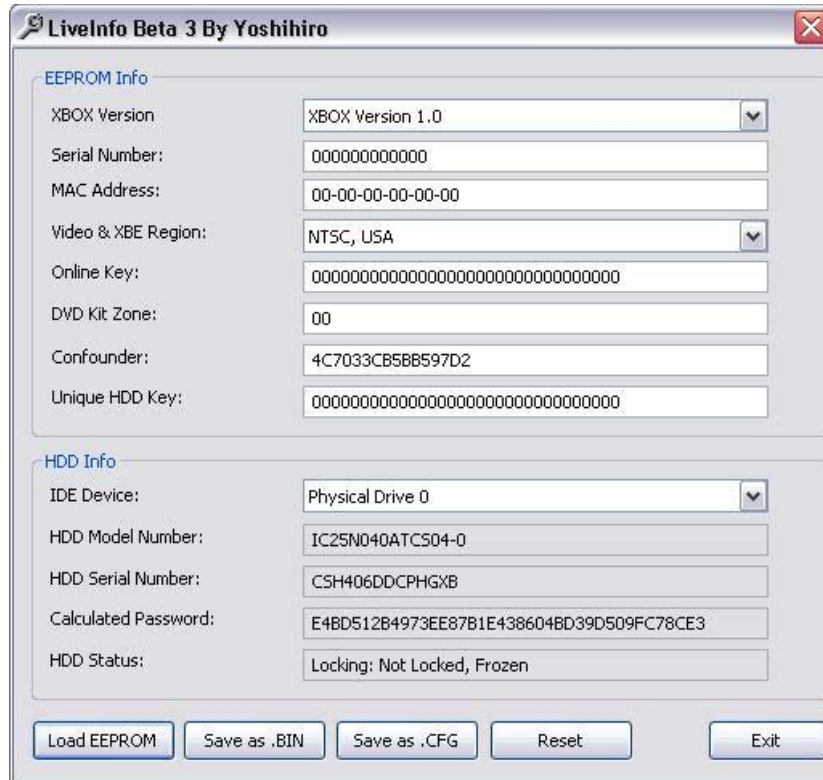 LiveInfo Beta 3 By Yoshihiro
EEPROM Info
XBOX Version XBOX Version 1.0
Serial Number: 000000000000
MAC Address: 00-00-00-00-00-00
Video & XBE Region: NTSC, USA
Online Key: 00000000000000000000000000000000
DVD Kit Zone: 00
Confounder: 4C7033CB5BB597D2
Unique HDD Key: 00000000000000000000000000000000
HDD Info
IDE Device: Physical Drive 0
HDD Model Number: IC25N040ATCS04-0
HDD Serial Number: CSH406DDCPHGXB
Calculated Password: E4BD512B4973EE87B1E438604BD39D509FC78CE3
HDD Status: Locking: Not Locked, Frozen
Load EEPROM Save as .BIN Save as .CFG Reset Exit